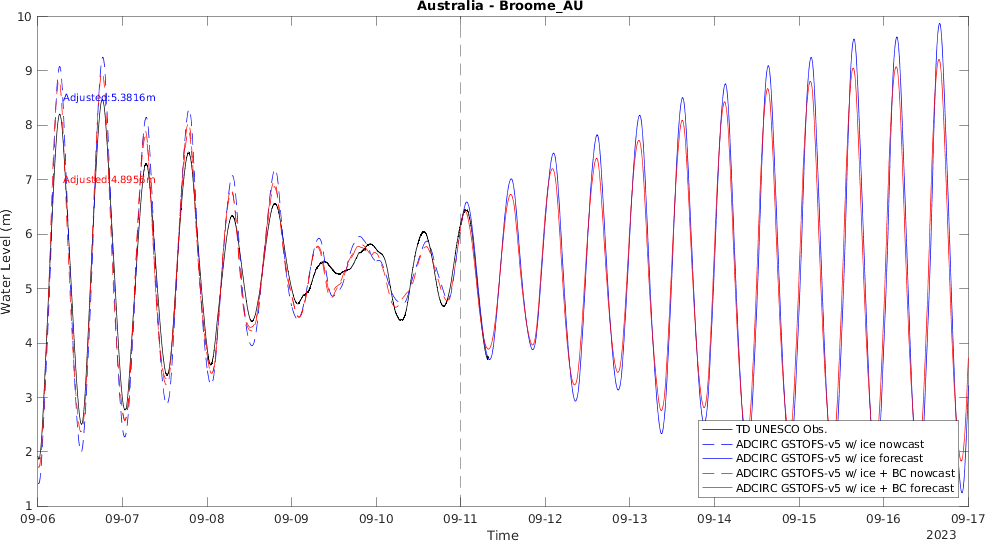 Australia - Broome_AU
10
9
8
7
6
5
4
3
2
1
Water Level (m)
Adjusted:5.3816m
Adjusted:4.8956m
TD UNESCO Obs.
ADCIRC GSTOFS-v5 w/ ice nowcast
ADCIRC GSTOFS-v5 w/ ice forecast
ADCIRC GSTOFS-v5 w/ ice + BC nowcast
ADCIRC GSTOFS-v5 w/ ice + BC forecast
09-06 09-07 09-08 09-09 09-10 09-11 09-12 09-13 09-14 09-15 09-16 09-17
Time
2023